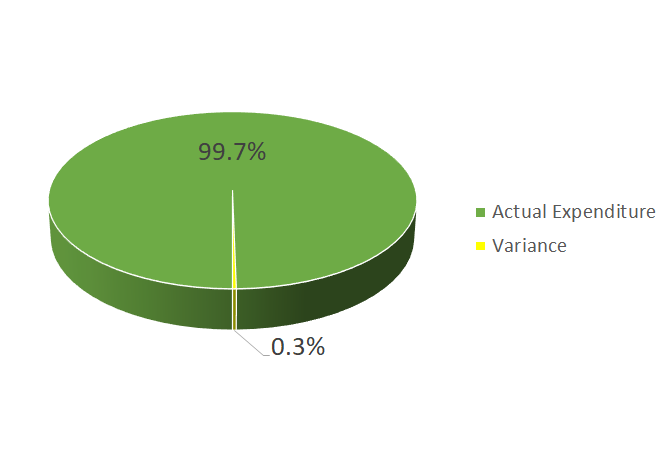 99.7%
Actual Expenditure
Variance
0.3%